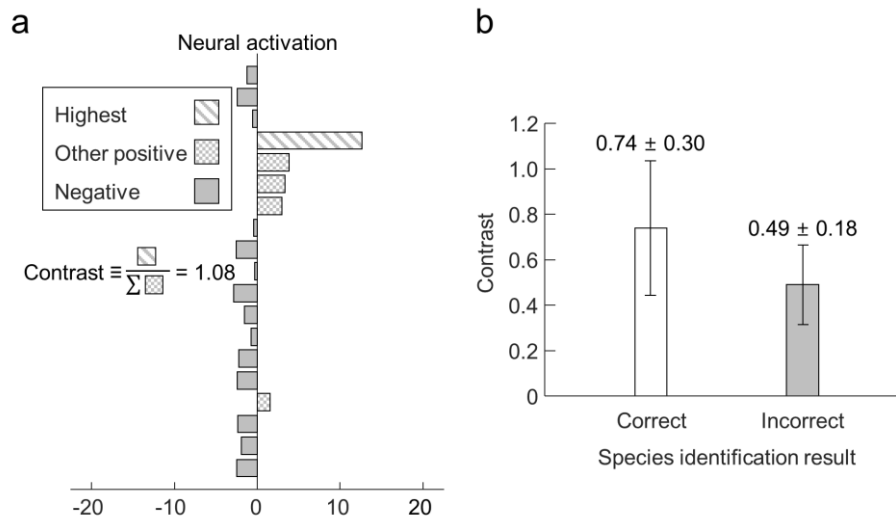 a
Neural activation
Highest
Other positive
Negative
Contrast ≡ / Σ = 1.08
-20 -10 0 10 20
b
1.2
1.0
0.8
0.6
0.4
0.2
0
Contrast
0.74 ± 0.30
0.49 ± 0.18
Correct Incorrect
Species identification result